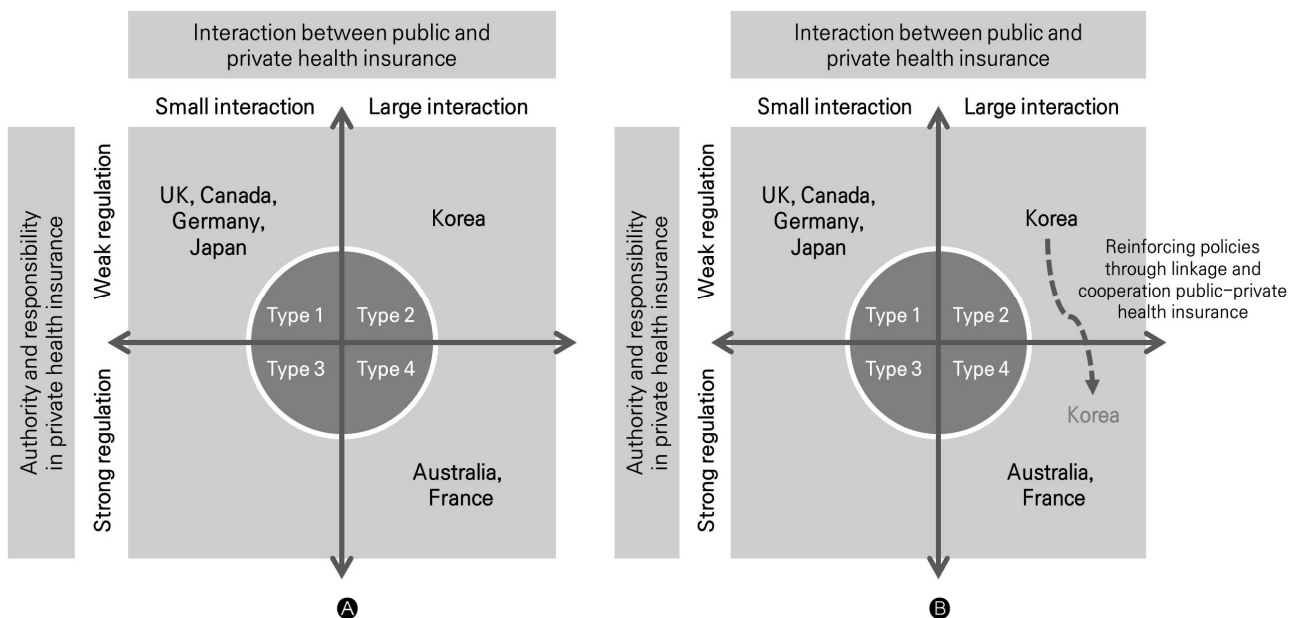 Interaction between public and
private health insurance
Small interaction
Large interaction
Authority and responsibility
in private health insurance
Weak regulation
Strong regulation
UK, Canada,
Germany,
Japan
Korea
Type 1
Type 2
Type 3
Type 4
Australia,
France
A
Interaction between public and
private health insurance
Small interaction
Large interaction
Authority and responsibility
in private health insurance
Weak regulation
Strong regulation
UK, Canada,
Germany,
Japan
Korea
Reinforcing policies
through linkage and
cooperation public–private
health insurance
Type 1
Type 2
Type 3
Type 4
Korea
Australia,
France
B